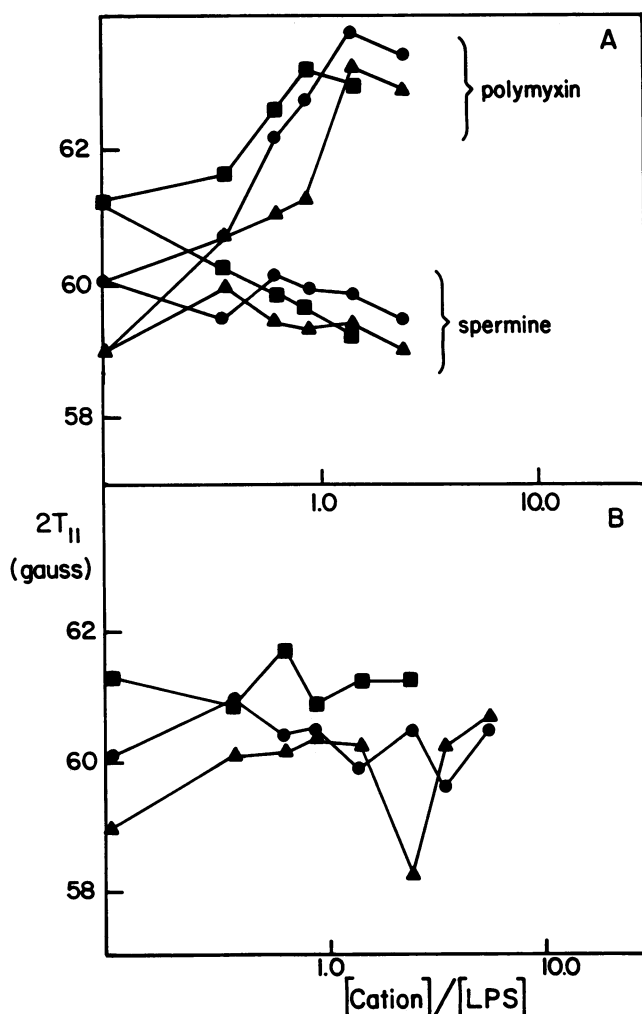 A
polymyxin
62
60
spermine
58
1.0
10.0
2T₁₁
(gauss)
B
62
60
58
1.0
10.0
[Cation]/[LPS]